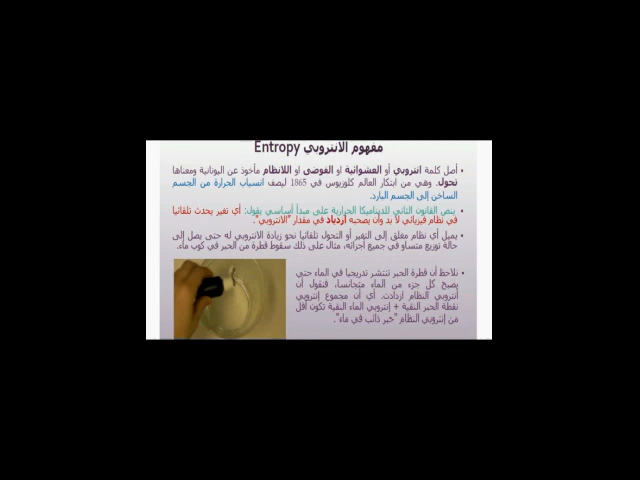 مفهوم الانتروبي Entropy
• أصل كلمة انتروبي أو العشوائية او الفوضى او اللانظام مأخوذ عن اليونانية ومعناها
تحول. وهي من ابتكار العالم كلوزيوس في 1865 ليصف انسياب الحرارة من الجسم
الساخن إلى الجسم البارد.
• ينص القانون الثاني للديناميكا الحرارية على مبدأ أساسي يقول: أي تغير يحدث تلقائيا
في نظام فيزيائي لا بد وأن يصحبه ازدياد في مقدار "الانتروبي".
• يميل أي نظام مغلق إلى التغير أو التحول تلقائيا نحو زيادة الانتروبي له حتى يصل إلى
حالة توزيع متساو في جميع أجزائه، مثال على ذلك سقوط قطرة من الحبر في كوب ماء.
• نلاحظ أن قطرة الحبر تنتشر تدريجيا في الماء حتى
يصبح كل جزء من الماء متجانسا، فنقول أن
أنتروبي النظام ازدادت. أي أن مجموع إنتروبي
نقطة الحبر النقية + إنتروبي الماء النقية تكون أقل
من إنتروبي النظام "حبر ذائب في ماء".